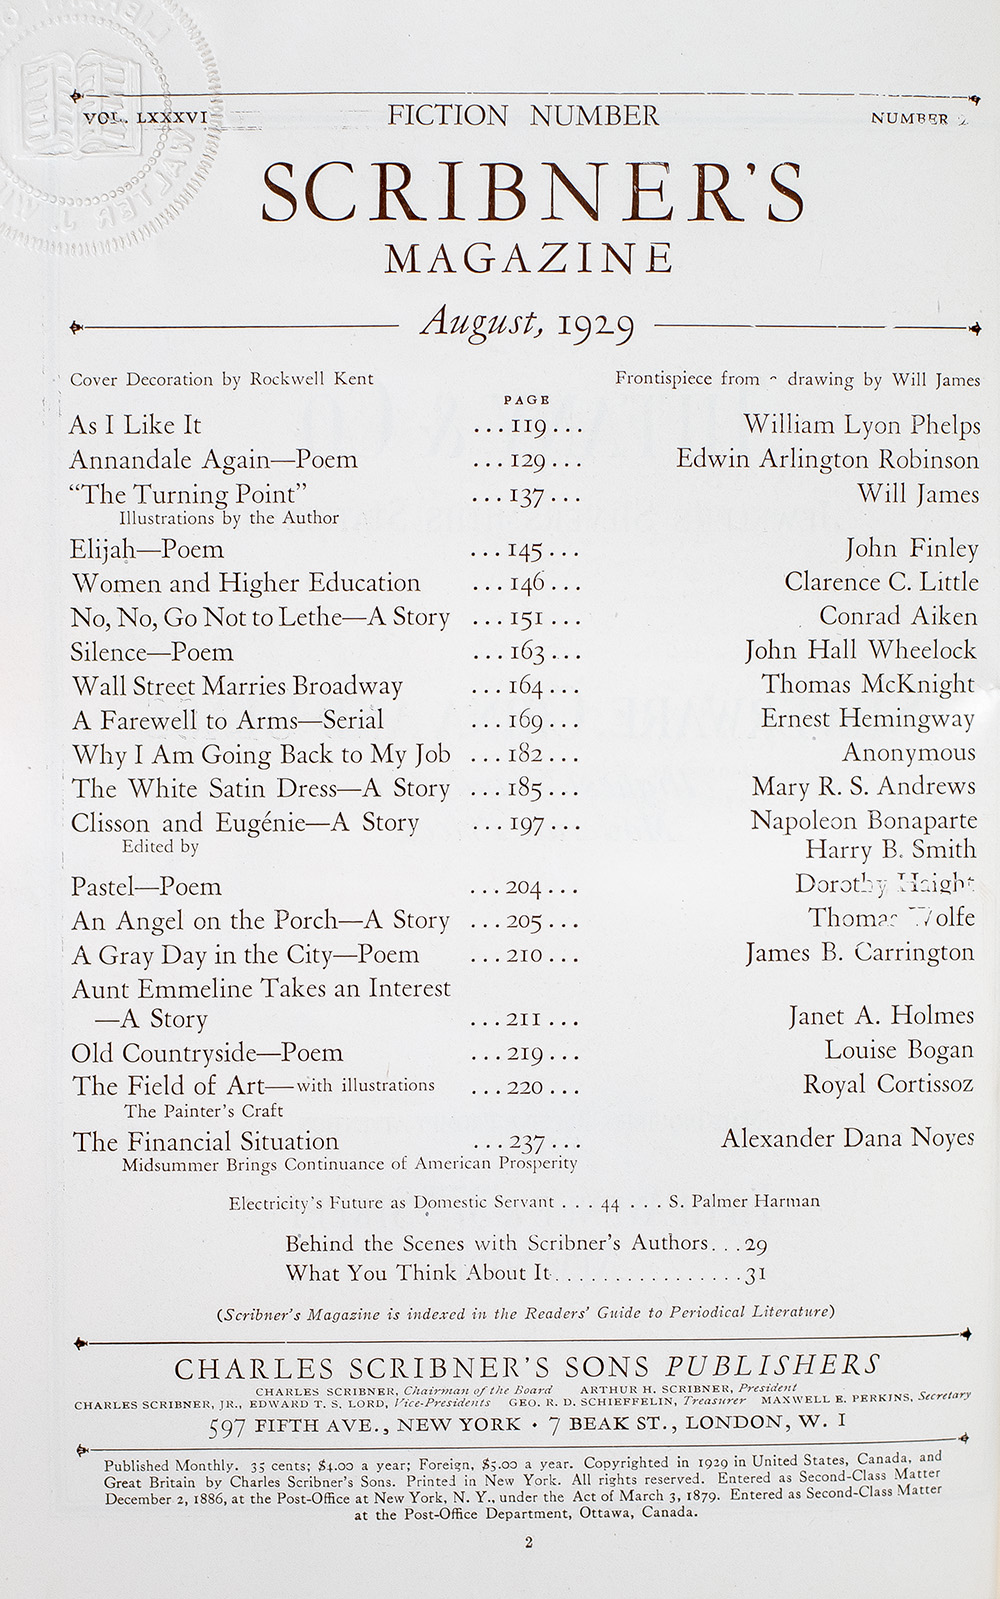 VOL. LXXXVI FICTION NUMBER NUMBER 2
SCRIBNER'S
MAGAZINE
August, 1929
Cover Decoration by Rockwell Kent Frontispiece from drawing by Will James
PAGE
As I Like It ...119... William Lyon Phelps
Annandale Again—Poem ...129... Edwin Arlington Robinson
"The Turning Point" ...137... Will James
Illustrations by the Author
Elijah—Poem ...145... John Finley
Women and Higher Education ...146... Clarence C. Little
No, No, Go Not to Lethe—A Story ...151... Conrad Aiken
Silence—Poem ...163... John Hall Wheelock
Wall Street Marries Broadway ...164... Thomas McKnight
A Farewell to Arms—Serial ...169... Ernest Hemingway
Why I Am Going Back to My Job ...182... Anonymous
The White Satin Dress—A Story ...185... Mary R. S. Andrews
Clisson and Eugénie—A Story ...197... Napoleon Bonaparte
Edited by Harry B. Smith
Pastel—Poem ...204... Dorothy Haight
An Angel on the Porch—A Story ...205... Thomas Wolfe
A Gray Day in the City—Poem ...210... James B. Carrington
Aunt Emmeline Takes an Interest
—A Story ...211... Janet A. Holmes
Old Countryside—Poem ...219... Louise Bogan
The Field of Art—with illustrations ...220... Royal Cortissoz
The Painter's Craft
The Financial Situation ...237... Alexander Dana Noyes
Midsummer Brings Continuance of American Prosperity
Electricity's Future as Domestic Servant . . . 44 . . . S. Palmer Harman
Behind the Scenes with Scribner's Authors. . .29
What You Think About It. . . . . . . . . . . . . . . . .31
(Scribner's Magazine is indexed in the Readers' Guide to Periodical Literature)
CHARLES SCRIBNER'S SONS PUBLISHERS
CHARLES SCRIBNER, Chairman of the Board ARTHUR H. SCRIBNER, President
CHARLES SCRIBNER, JR., EDWARD T. S. LORD, Vice-Presidents GEO. R. D. SCHIEFFELIN, Treasurer MAXWELL E. PERKINS, Secretary
597 FIFTH AVE., NEW YORK · 7 BEAK ST., LONDON, W. 1
Published Monthly. 35 cents; $4.00 a year; Foreign, $5.00 a year. Copyrighted in 1929 in United States, Canada, and
Great Britain by Charles Scribner's Sons. Printed in New York. All rights reserved. Entered as Second-Class Matter
December 2, 1886, at the Post-Office at New York, N. Y., under the Act of March 3, 1879. Entered as Second-Class Matter
at the Post-Office Department, Ottawa, Canada.
2